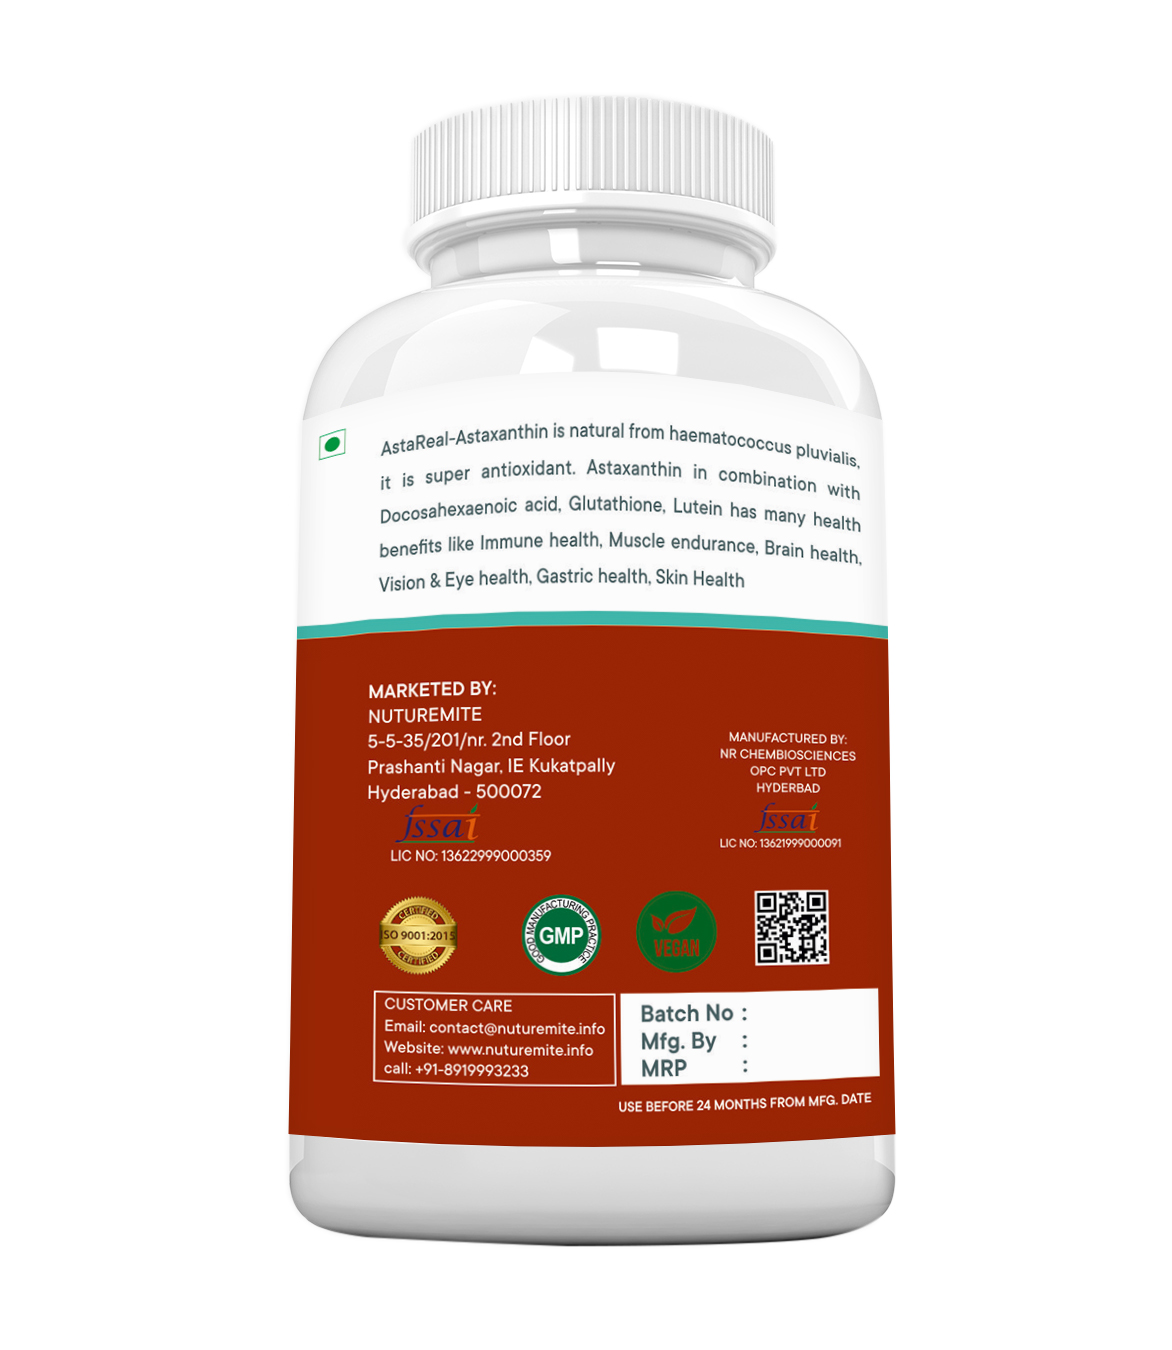 AstaReal-Astaxanthin is natural from haematococcus pluvialis,
it is super antioxidant. Astaxanthin in combination with
Docosahexaenoic acid, Glutathione, Lutein has many health
benefits like Immune health, Muscle endurance, Brain health,
Vision & Eye health, Gastric health, Skin Health
MARKETED BY:
NUTUREMITE
5-5-35/201/nr. 2nd Floor
Prashanti Nagar, IE Kukatpally
Hyderabad - 500072
fssai
LIC NO: 13622999000359
MANUFACTURED BY:
NR CHEMBIOSCIENCES
OPC PVT LTD
HYDERBAD
fssai
LIC NO: 13621999000091
CERTIFIED
ISO 9001:2015
CERTIFIED
GOOD MANUFACTURING PRACTICE
GMP
VEGAN
CUSTOMER CARE
Email: contact@nuturemite.info
Website: www.nuturemite.info
call: +91-8919993233
Batch No :
Mfg. By :
MRP :
USE BEFORE 24 MONTHS FROM MFG. DATE